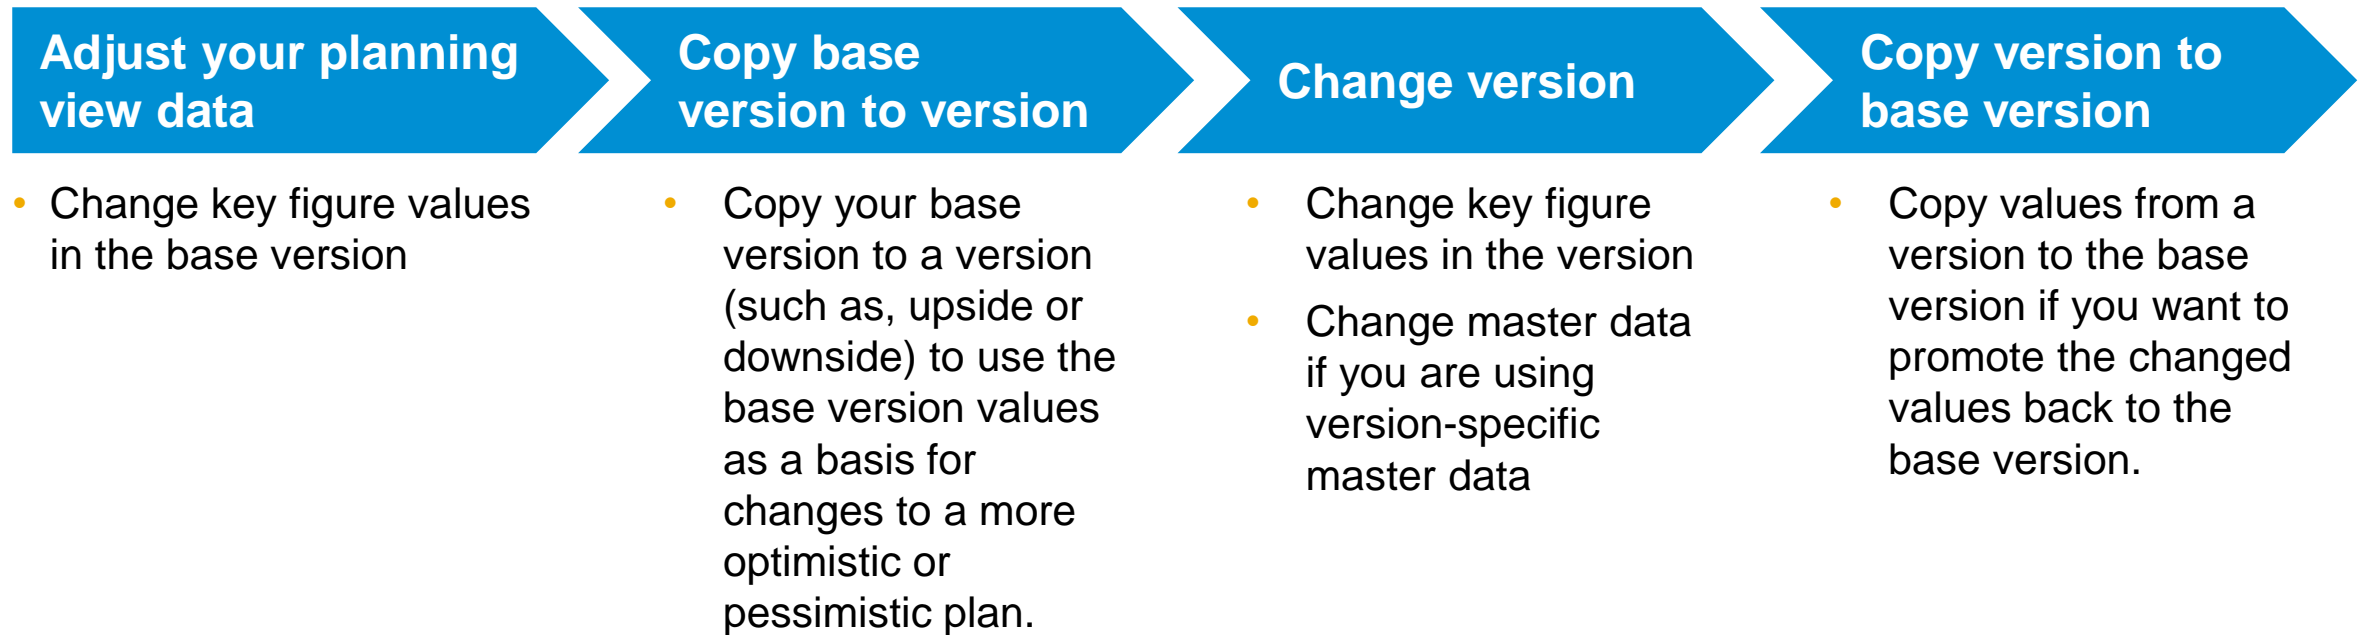 Adjust your planning
view data
• Change key figure values
in the base version
Copy base
version to version
• Copy your base
version to a version
(such as, upside or
downside) to use the
base version values
as a basis for
changes to a more
optimistic or
pessimistic plan.
Change version
• Change key figure
values in the version
• Change master data
if you are using
version-specific
master data
Copy version to
base version
• Copy values from a
version to the base
version if you want to
promote the changed
values back to the
base version.